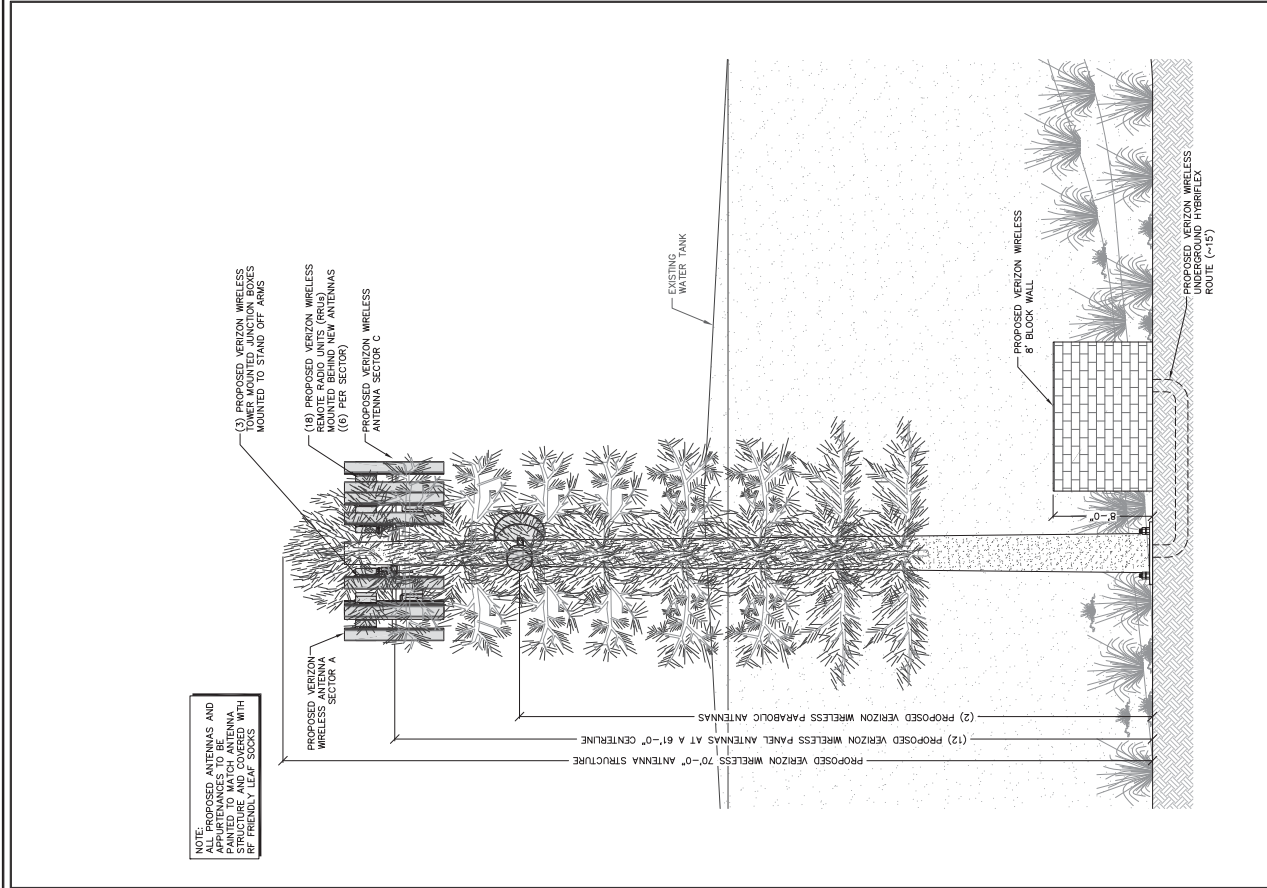 NOTE:
ALL PROPOSED ANTENNAS AND
APPURTENANCES TO BE
PAINTED TO MATCH ANTENNA
STRUCTURE AND COVERED WITH
RF FRIENDLY LEAF SOCKS
(3) PROPOSED VERIZON WIRELESS
TOWER MOUNTED JUNCTION BOXES
MOUNTED TO STAND OFF ARMS
(18) PROPOSED VERIZON WIRELESS
REMOTE RADIO UNITS (RRUs)
MOUNTED BEHIND NEW ANTENNAS
((6) PER SECTOR)
PROPOSED VERIZON WIRELESS
ANTENNA SECTOR C
PROPOSED VERIZON
WIRELESS ANTENNA
SECTOR A
EXISTING
WATER TANK
PROPOSED VERIZON WIRELESS
8' BLOCK WALL
8'-0"
PROPOSED VERIZON WIRELESS
UNDERGROUND HYBRIFLEX
ROUTE (~15')
(2) PROPOSED VERIZON WIRELESS PARABOLIC ANTENNAS
(12) PROPOSED VERIZON WIRELESS PANEL ANTENNAS AT A 61'-0" CENTERLINE
PROPOSED VERIZON WIRELESS 70'-0" ANTENNA STRUCTURE